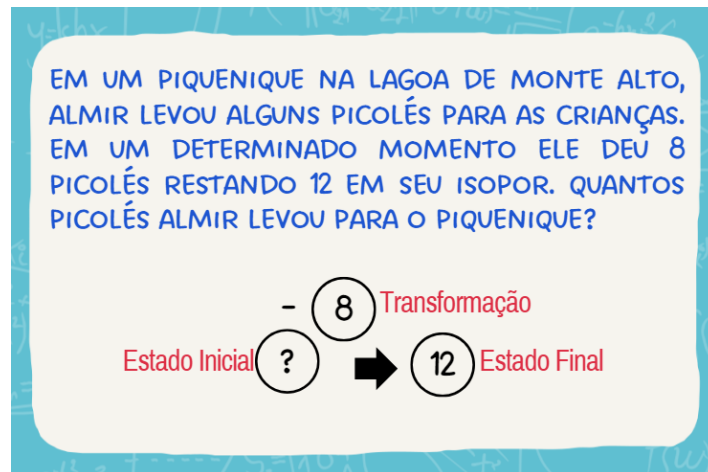 EM UM PIQUENIQUE NA LAGOA DE MONTE ALTO,
ALMIR LEVOU ALGUNS PICOLÉS PARA AS CRIANÇAS.
EM UM DETERMINADO MOMENTO ELE DEU 8
PICOLÉS RESTANDO 12 EM SEU ISOPOR. QUANTOS
PICOLÉS ALMIR LEVOU PARA O PIQUENIQUE?
- 8 Transformação
Estado Inicial ? 12 Estado Final